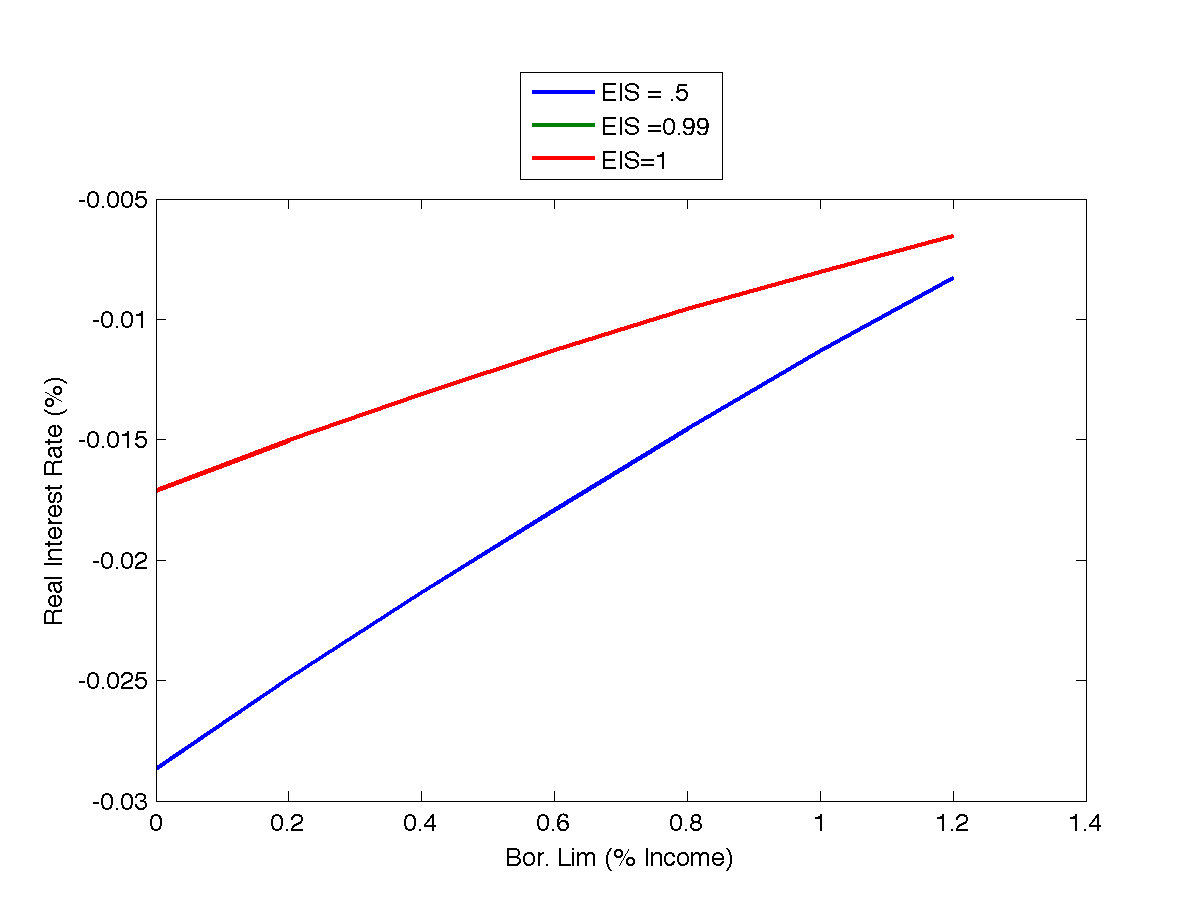 EIS = .5
EIS =0.99
EIS=1
-0.005
-0.01
-0.015
-0.02
-0.025
-0.03
Real Interest Rate (%)
0 0.2 0.4 0.6 0.8 1 1.2 1.4
Bor. Lim (% Income)